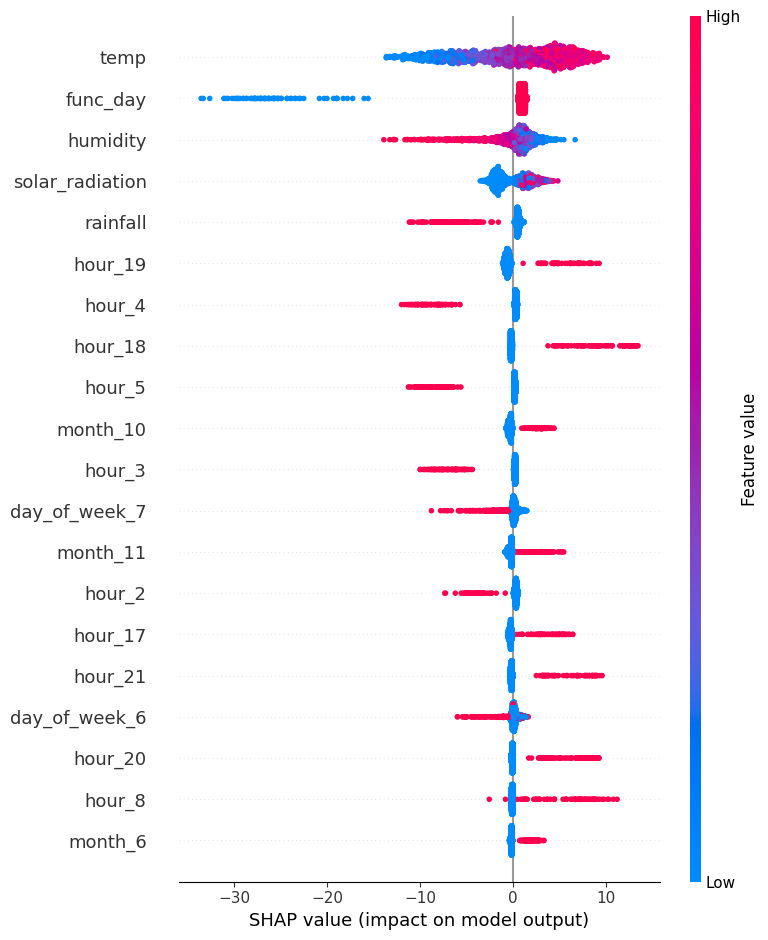 High
temp
func_day
humidity
solar_radiation
rainfall
hour_19
hour_4
hour_18
hour_5
month_10
hour_3
day_of_week_7
month_11
hour_2
hour_17
hour_21
day_of_week_6
hour_20
hour_8
month_6
Feature value
Low
−30 −20 −10 0 10
SHAP value (impact on model output)